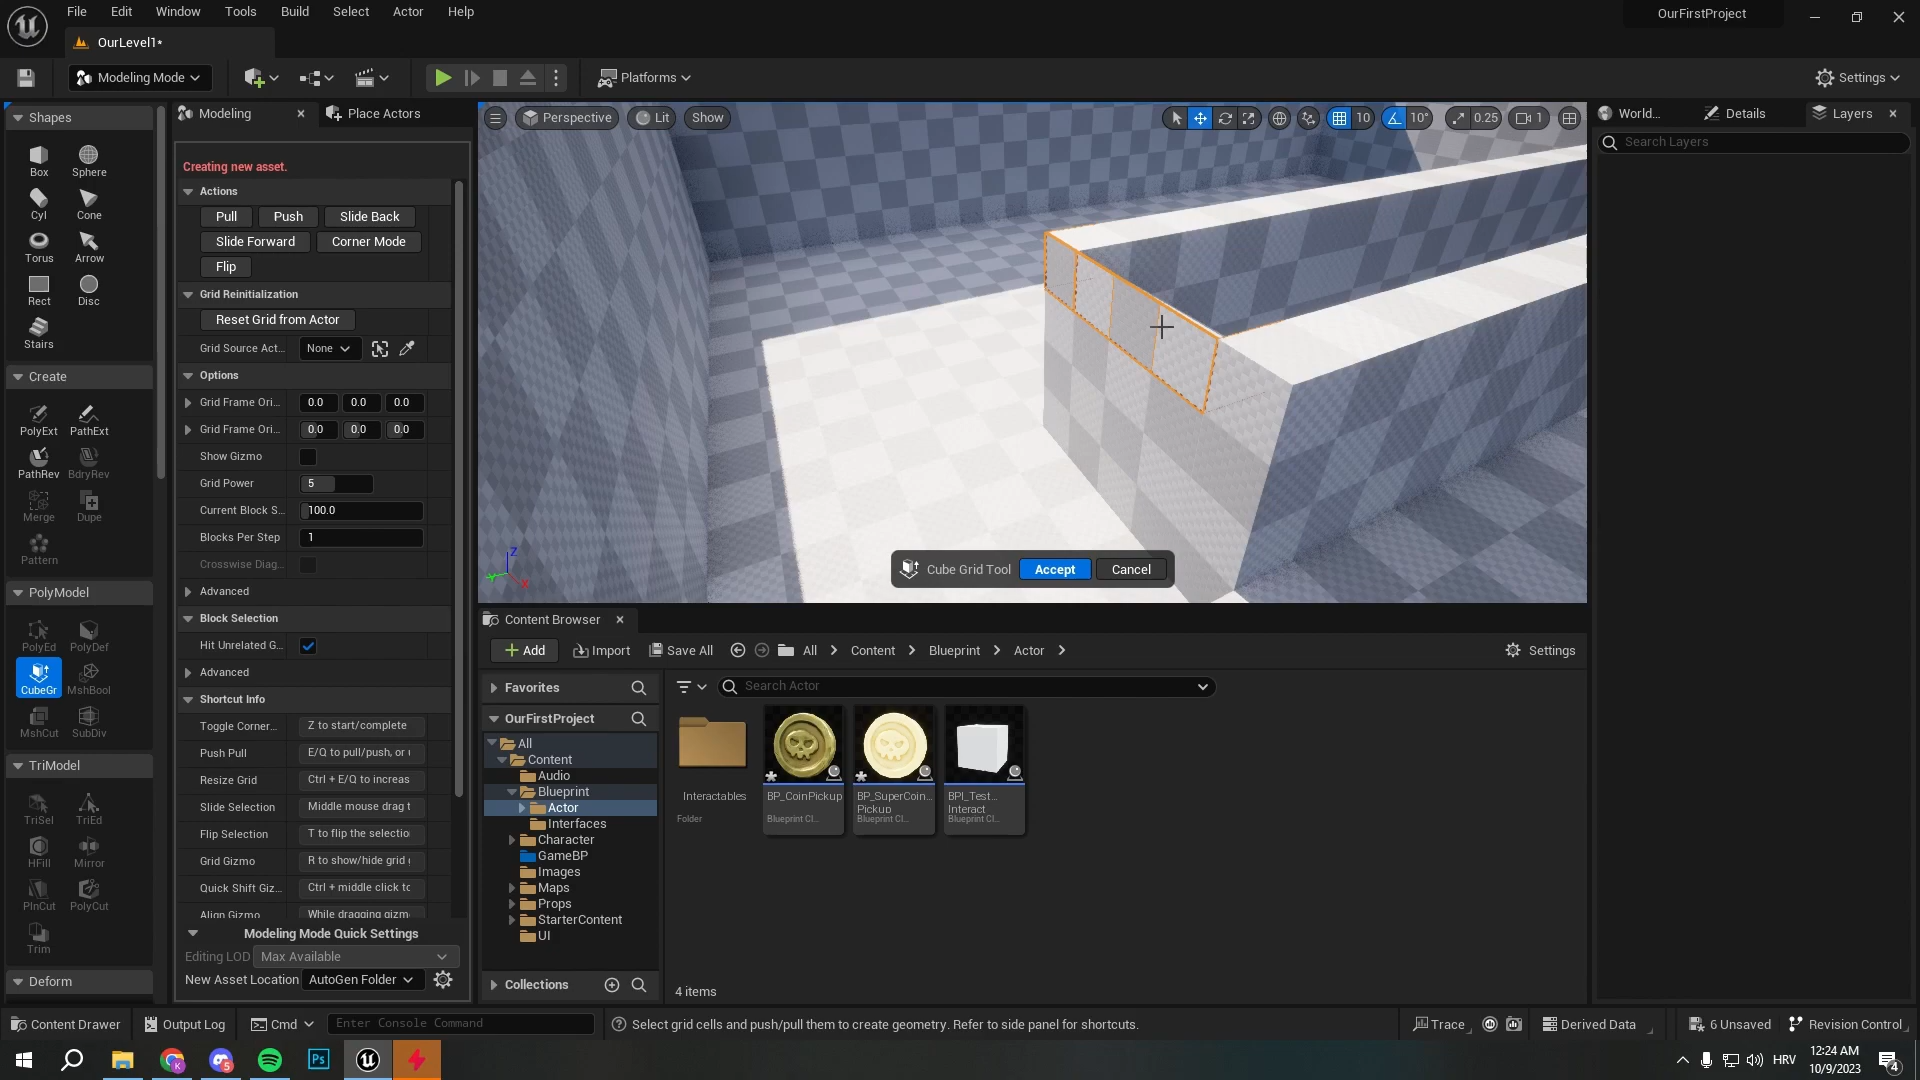 File Edit Window Tools Build Select Actor Help
OurFirstProject
OurLevel1*
Modeling Mode
Platforms
Settings
Shapes
Box Sphere
Cyl Cone
Torus Arrow
Rect Disc
Stairs
Create
PolyExt PathExt
PathRev BdryRev
Merge Dupe
Pattern
PolyModel
PolyEd PolyDef
CubeGr MshBool
MshCut SubDiv
TriModel
TriSel TriEd
HFill Mirror
PlnCut PolyCut
Trim
Deform
Modeling Place Actors
Creating new asset.
Actions
Pull Push Slide Back
Slide Forward Corner Mode
Flip
Grid Reinitialization
Reset Grid from Actor
Grid Source Act... None
Options
Grid Frame Ori... 0.0 0.0 0.0
Grid Frame Ori... 0.0 0.0 0.0
Show Gizmo
Grid Power 5
Current Block S... 100.0
Blocks Per Step 1
Crosswise Diag...
Advanced
Block Selection
Hit Unrelated G...
Advanced
Shortcut Info
Toggle Corner... Z to start/complete
Push Pull E/Q to pull/push, or
Resize Grid Ctrl + E/Q to increas
Slide Selection Middle mouse drag t
Flip Selection T to flip the selectio
Grid Gizmo R to show/hide grid
Quick Shift Giz... Ctrl + middle click tc
Align Gizmo While dragging gizm
Modeling Mode Quick Settings
Editing LOD Max Available
New Asset Location AutoGen Folder
Perspective Lit Show
10 10° 0.25 1
Z
Y
X
Cube Grid Tool Accept Cancel
World... Details Layers
Search Layers
Content Browser
Add Import Save All All Content Blueprint Actor Settings
Favorites
Search Actor
OurFirstProject
All
Content
Audio
Blueprint
Actor
Interfaces
Character
GameBP
Images
Maps
Props
StarterContent
UI
Collections
Interactables
Folder
BP_CoinPickup
Blueprint Cl...
BP_SuperCoin...
Pickup
Blueprint Cl...
BPI_Test...
Interact
Blueprint Cl...
4 items
Content Drawer Output Log Cmd Enter Console Command Select grid cells and push/pull them to create geometry. Refer to side panel for shortcuts. Trace Derived Data 6 Unsaved Revision Control
K 5 Ps HRV 12:24 AM
10/9/2023
4